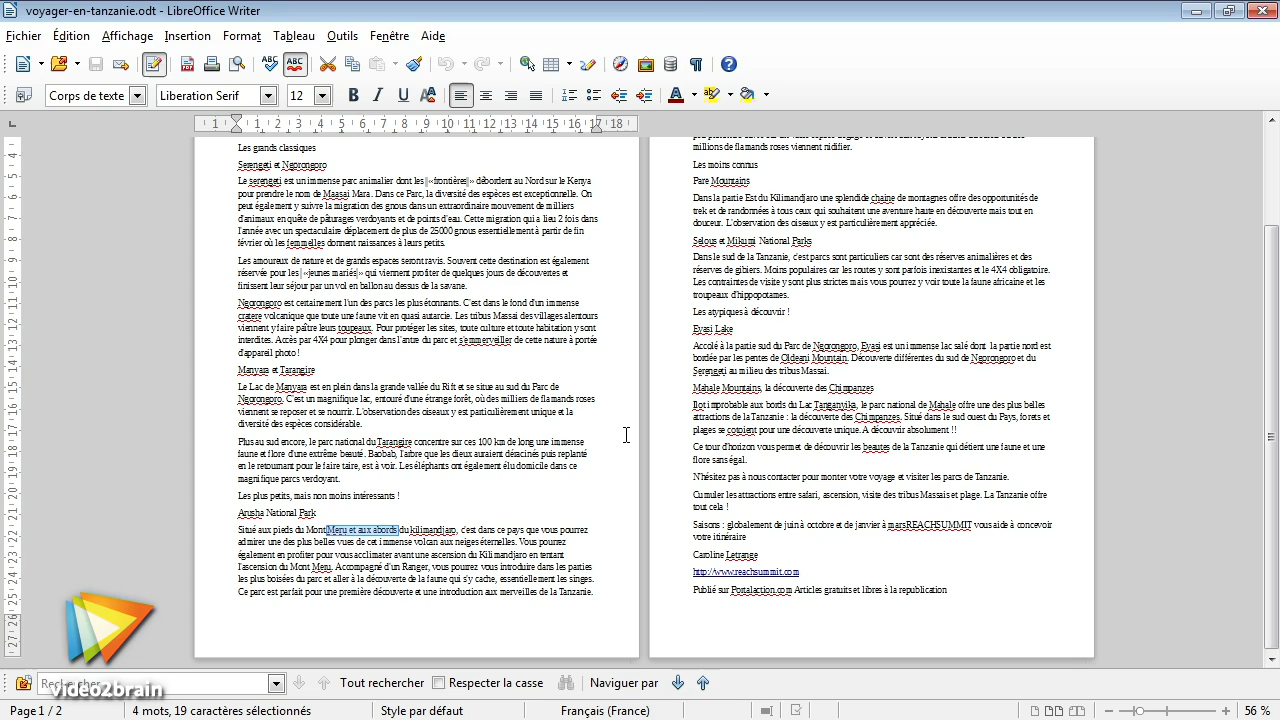 voyager-en-tanzanie.odt - LibreOffice Writer
Fichier Édition Affichage Insertion Format Tableau Outils Fenêtre Aide
Corps de texte Liberation Serif 12
1 1 2 3 4 5 6 7 8 9 10 11 12 13 14 15 16 17 18
Les grands classiques
Serengeti et Ngorongoro
Le serengeti est un immense parc animalier dont les «frontières» débordent au Nord sur le Kenya
pour prendre le nom de Maasai Mara. Dans ce Parc, la diversité des espèces est exceptionnelle. On
peut également y suivre la migration des gnous dans un extraordinaire mouvement de milliers
d'animaux en quête de pâturages verdoyants et de points d'eau. Cette migration qui a lieu 2 fois dans
l'année avec un spectaculaire déplacement de plus de 25000 gnous essentiellement à partir de fin
février où les femmelles donnent naissances à leurs petits.
Les amoureux de nature et de grands espaces seront ravis. Souvent cette destination est également
réservée pour les «jeunes mariés» qui viennent profiter de quelques jours de découvertes et
finissent leur séjour par un vol en ballon au dessus de la savane.
Ngorongoro est certainement l'un des parcs les plus étonnants. C'est dans le fond d'un immense
cratere volcanique que toute une faune vit en quasi autarcie. Les tribus Massai des villages alentours
viennent y faire paître leurs toupeaux. Pour protéger les sites, toute culture et toute habitation y sont
interdites. Accès par 4X4 pour plonger dans l'antre du parc et s'emmerveiller de cette nature à portée
d'appareil photo !
Manyara et Tarangire
Le Lac de Manyara est en plein dans la grande vallée du Rift et se situe au sud du Parc de
Ngorongoro. C'est un magnifique lac, entouré d'une étrange forêt, où des milliers de flamands roses
viennent se reposer et se nourrir. L'observation des oiseaux y est particulièrement unique et la
diversité des espèces considérable.
Plus au sud encore, le parc national du Tarangire concentre sur ces 100 km de long une immense
faune et flore d'une extrême beauté. Baobab, l'arbre que les dieux auraient déracinés puis replanté
en le retournant pour le faire taire, est à voir. Les éléphants ont également élu domicile dans ce
magnifique parcs verdoyant.
Les plus petits, mais non moins intéressants !
Arusha National Park
Situé aux pieds du Mont Meru et aux abords du kilimandjaro, c'est dans ce pays que vous pourrez
admirer une des plus belles vues de cet immense volcan aux neiges éternelles. Vous pourez
également en profiter pour vous acclimater avant une ascension du Kilimandjaro en tentant
l'ascension du Mont Meru. Accompagné d'un Ranger, vous pourez vous introduire dans les parties
les plus boisées du parc et aller à la découverte de la faune qui s'y cache, essentiellement les singes.
Ce parc est parfait pour une première découverte et une introduction aux merveilles de la Tanzanie.
millions de flamands roses viennent nidifier.
Les moins connus
Pare Mountains
Dans la partie Est du Kilimandjaro une splendide chaine de montagnes offre des opportunités de
trek et de randonnées à tous ceux qui souhaitent une aventure haute en découverte mais tout en
douceur. L'observation des oiseaux y est particulièrement appréciée.
Selous et Mikumi National Parks
Dans le sud de la Tanzanie, c'est parcs sont particuliers car sont des réserves animalières et des
réserves de gibiers. Moins populaires car les routes y sont parfois inexistantes et le 4X4 obligatoire.
Les contraintes de visite y sont plus strictes mais vous pourrez y voir toute la faune africaine et les
troupeaux d'hippopotames.
Les atypiques à découvrir !
Eyasi Lake
Accolé à la partie sud du Parc de Ngorongoro, Eyasi est un immense lac salé dont la partie nord est
bordée par les pentes de Oldeani Mountain. Découverte différentes du sud de Ngorongoro et du
Serengeti au milieu des tribus Massai.
Mahale Mountains, la découverte des Chimpanzes
Ilot improbable aux bords du Lac Tanganyika, le parc national de Mahale offre une des plus belles
attractions de la Tanzanie : la découverte des Chimpanzes. Situé dans le sud ouest du Pays, forets et
plages se cotoient pour une découverte unique. A découvrir absolument !!
Ce tour d'horizon vous permet de découvrir les beautes de la Tanzanie qui détient une faune et une
flore sans égal.
N'hésitez pas à nous contacter pour monter votre voyage et visiter les parcs de Tanzanie.
Cumuler les attractions entre safari, ascension, visite des tribus Massais et plage. La Tanzanie offre
tout cela !
Saisons : globalement de juin à octobre et de janvier à marsREACHSUMMIT vous aide à concevoir
votre itinéraire
Caroline Letrange
http://www.reachsummit.com
Publié sur Portalaction.com Articles gratuits et libres à la republication
Rechercher Tout rechercher Respecter la casse Naviguer par
video2brain
Page 1 / 2 4 mots, 19 caractères sélectionnés Style par défaut Français (France) 56 %